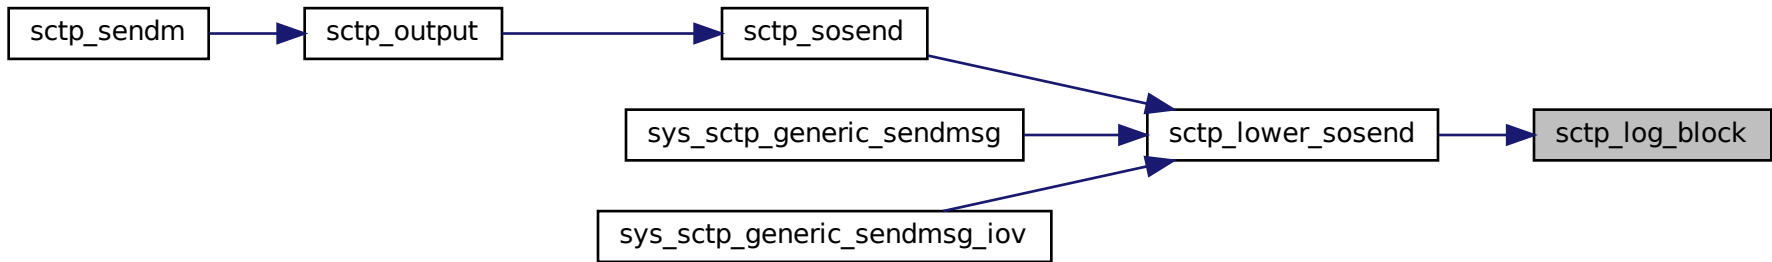 sctp_sendm
sctp_output
sctp_sosend
sys_sctp_generic_sendmsg
sctp_lower_sosend
sctp_log_block
sys_sctp_generic_sendmsg_iov